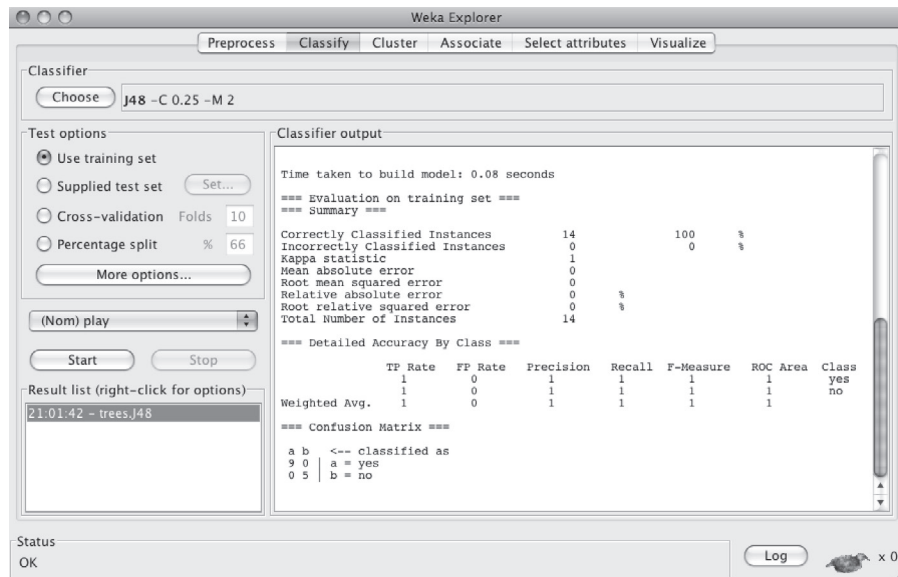 Weka Explorer
Preprocess Classify Cluster Associate Select attributes Visualize
Classifier
Choose J48 -C 0.25 -M 2
Test options
Use training set
Supplied test set Set...
Cross-validation Folds 10
Percentage split % 66
More options...
(Nom) play
Start Stop
Result list (right-click for options)
21:01:42 - trees.J48
Classifier output
Time taken to build model: 0.08 seconds
=== Evaluation on training set ===
=== Summary ===
Correctly Classified Instances 14 100 %
Incorrectly Classified Instances 0 0 %
Kappa statistic 1
Mean absolute error 0
Root mean squared error 0
Relative absolute error 0 %
Root relative squared error 0 %
Total Number of Instances 14
=== Detailed Accuracy By Class ===
TP Rate FP Rate Precision Recall F-Measure ROC Area Class
1 0 1 1 1 1 yes
1 0 1 1 1 1 no
Weighted Avg. 1 0 1 1 1 1
=== Confusion Matrix ===
a b <-- classified as
9 0 | a = yes
0 5 | b = no
Status
OK
Log x 0